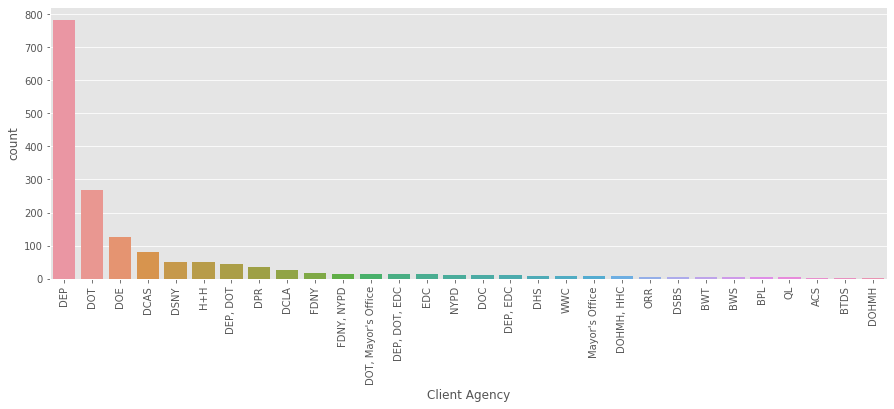 800
700
600
500
400
300
200
100
0
count
DEP
DOT
DOE
DCAS
DSNY
H+H
DEP, DOT
DPR
DCLA
FDNY
FDNY, NYPD
DOT, Mayor's Office
DEP, DOT, EDC
EDC
NYPD
DOC
DEP, EDC
DHS
WWC
Mayor's Office
DOHMH, HHC
ORR
DSBS
BWT
BWS
BPL
QL
ACS
BTDS
DOHMH
Client Agency